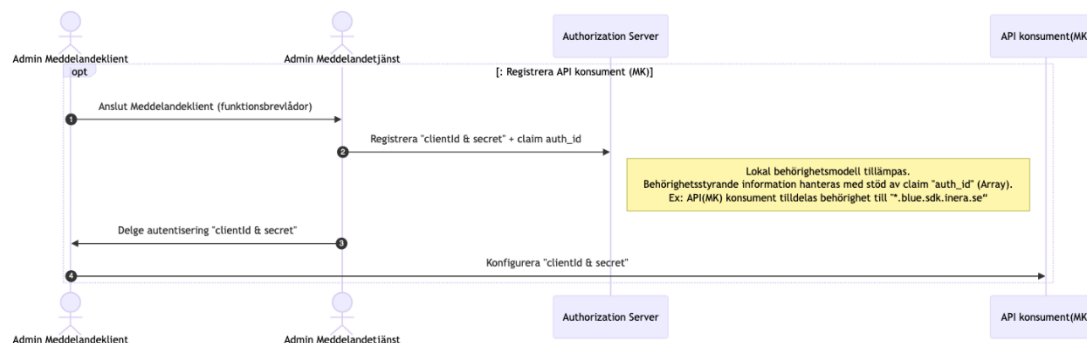 Authorization Server
API konsument(MK
Admin Meddelandeklient
Admin Meddelandetjänst
opt
[: Registrera API konsument (MK)]
1
Anslut Meddelandeklient (funktionsbrevlådor)
2
Registrera "clientId & secret" + claim auth_id
Lokal behörighetsmodell tillämpas.
Behörighetsstyrande information hanteras med stöd av claim "auth_id" (Array).
Ex: API(MK) konsument tilldelas behörighet till "*.blue.sdk.inera.se“
Delge autentisering "clientId & secret"
3
4
Konfigurera "clientId & secret"
Authorization Server
API konsument(MK
Admin Meddelandeklient
Admin Meddelandetjänst